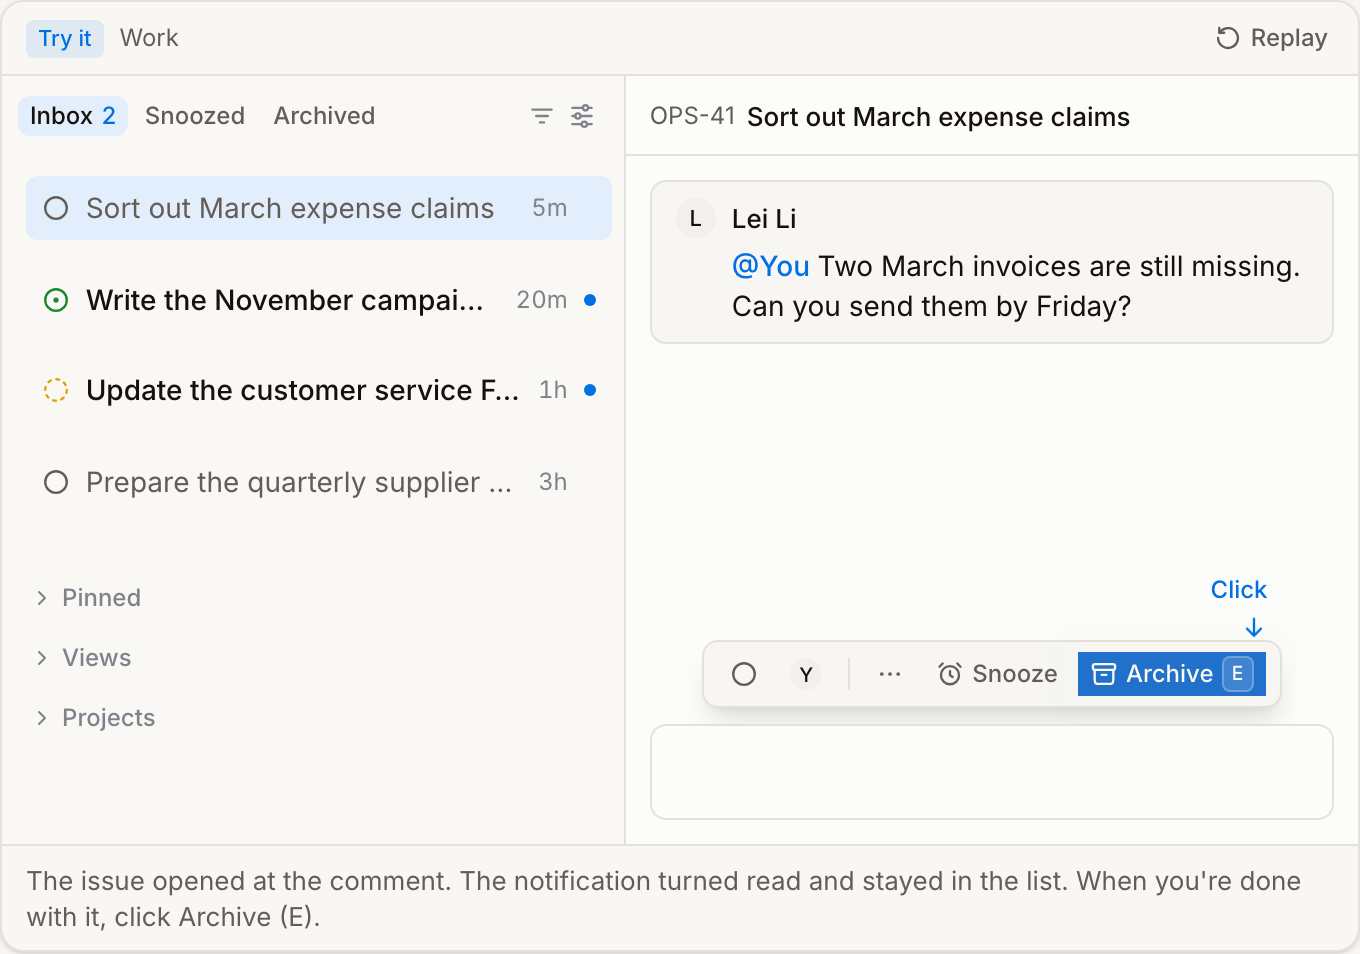 Try it Work
Replay
Inbox 2 Snoozed Archived
Sort out March expense claims 5m
Write the November campai... 20m
Update the customer service F... 1h
Prepare the quarterly supplier ... 3h
Pinned
Views
Projects
OPS-41 Sort out March expense claims
L Lei Li
@You Two March invoices are still missing.
Can you send them by Friday?
Click
Y ... Snooze Archive E
The issue opened at the comment. The notification turned read and stayed in the list. When you're done
with it, click Archive (E).